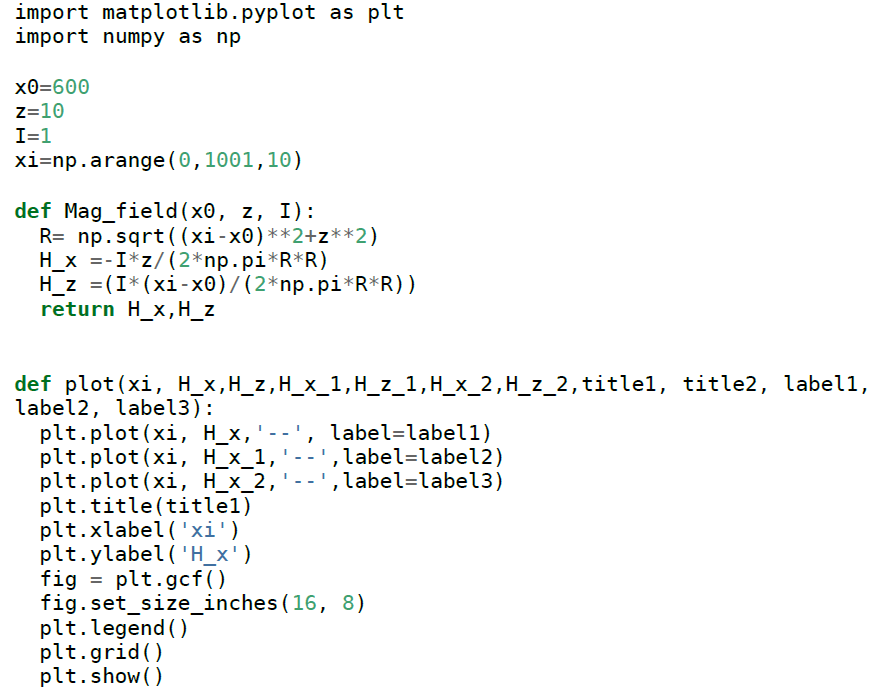 import matplotlib.pyplot as plt
import numpy as np

x0=600
z=10
I=1
xi=np.arange(0,1001,10)

def Mag_field(x0, z, I):
  R= np.sqrt((xi-x0)**2+z**2)
  H_x =-I*z/(2*np.pi*R*R)
  H_z =(I*(xi-x0)/(2*np.pi*R*R))
  return H_x,H_z


def plot(xi, H_x,H_z,H_x_1,H_z_1,H_x_2,H_z_2,title1, title2, label1,
label2, label3):
  plt.plot(xi, H_x,'--', label=label1)
  plt.plot(xi, H_x_1,'--',label=label2)
  plt.plot(xi, H_x_2,'--',label=label3)
  plt.title(title1)
  plt.xlabel('xi')
  plt.ylabel('H_x')
  fig = plt.gcf()
  fig.set_size_inches(16, 8)
  plt.legend()
  plt.grid()
  plt.show()